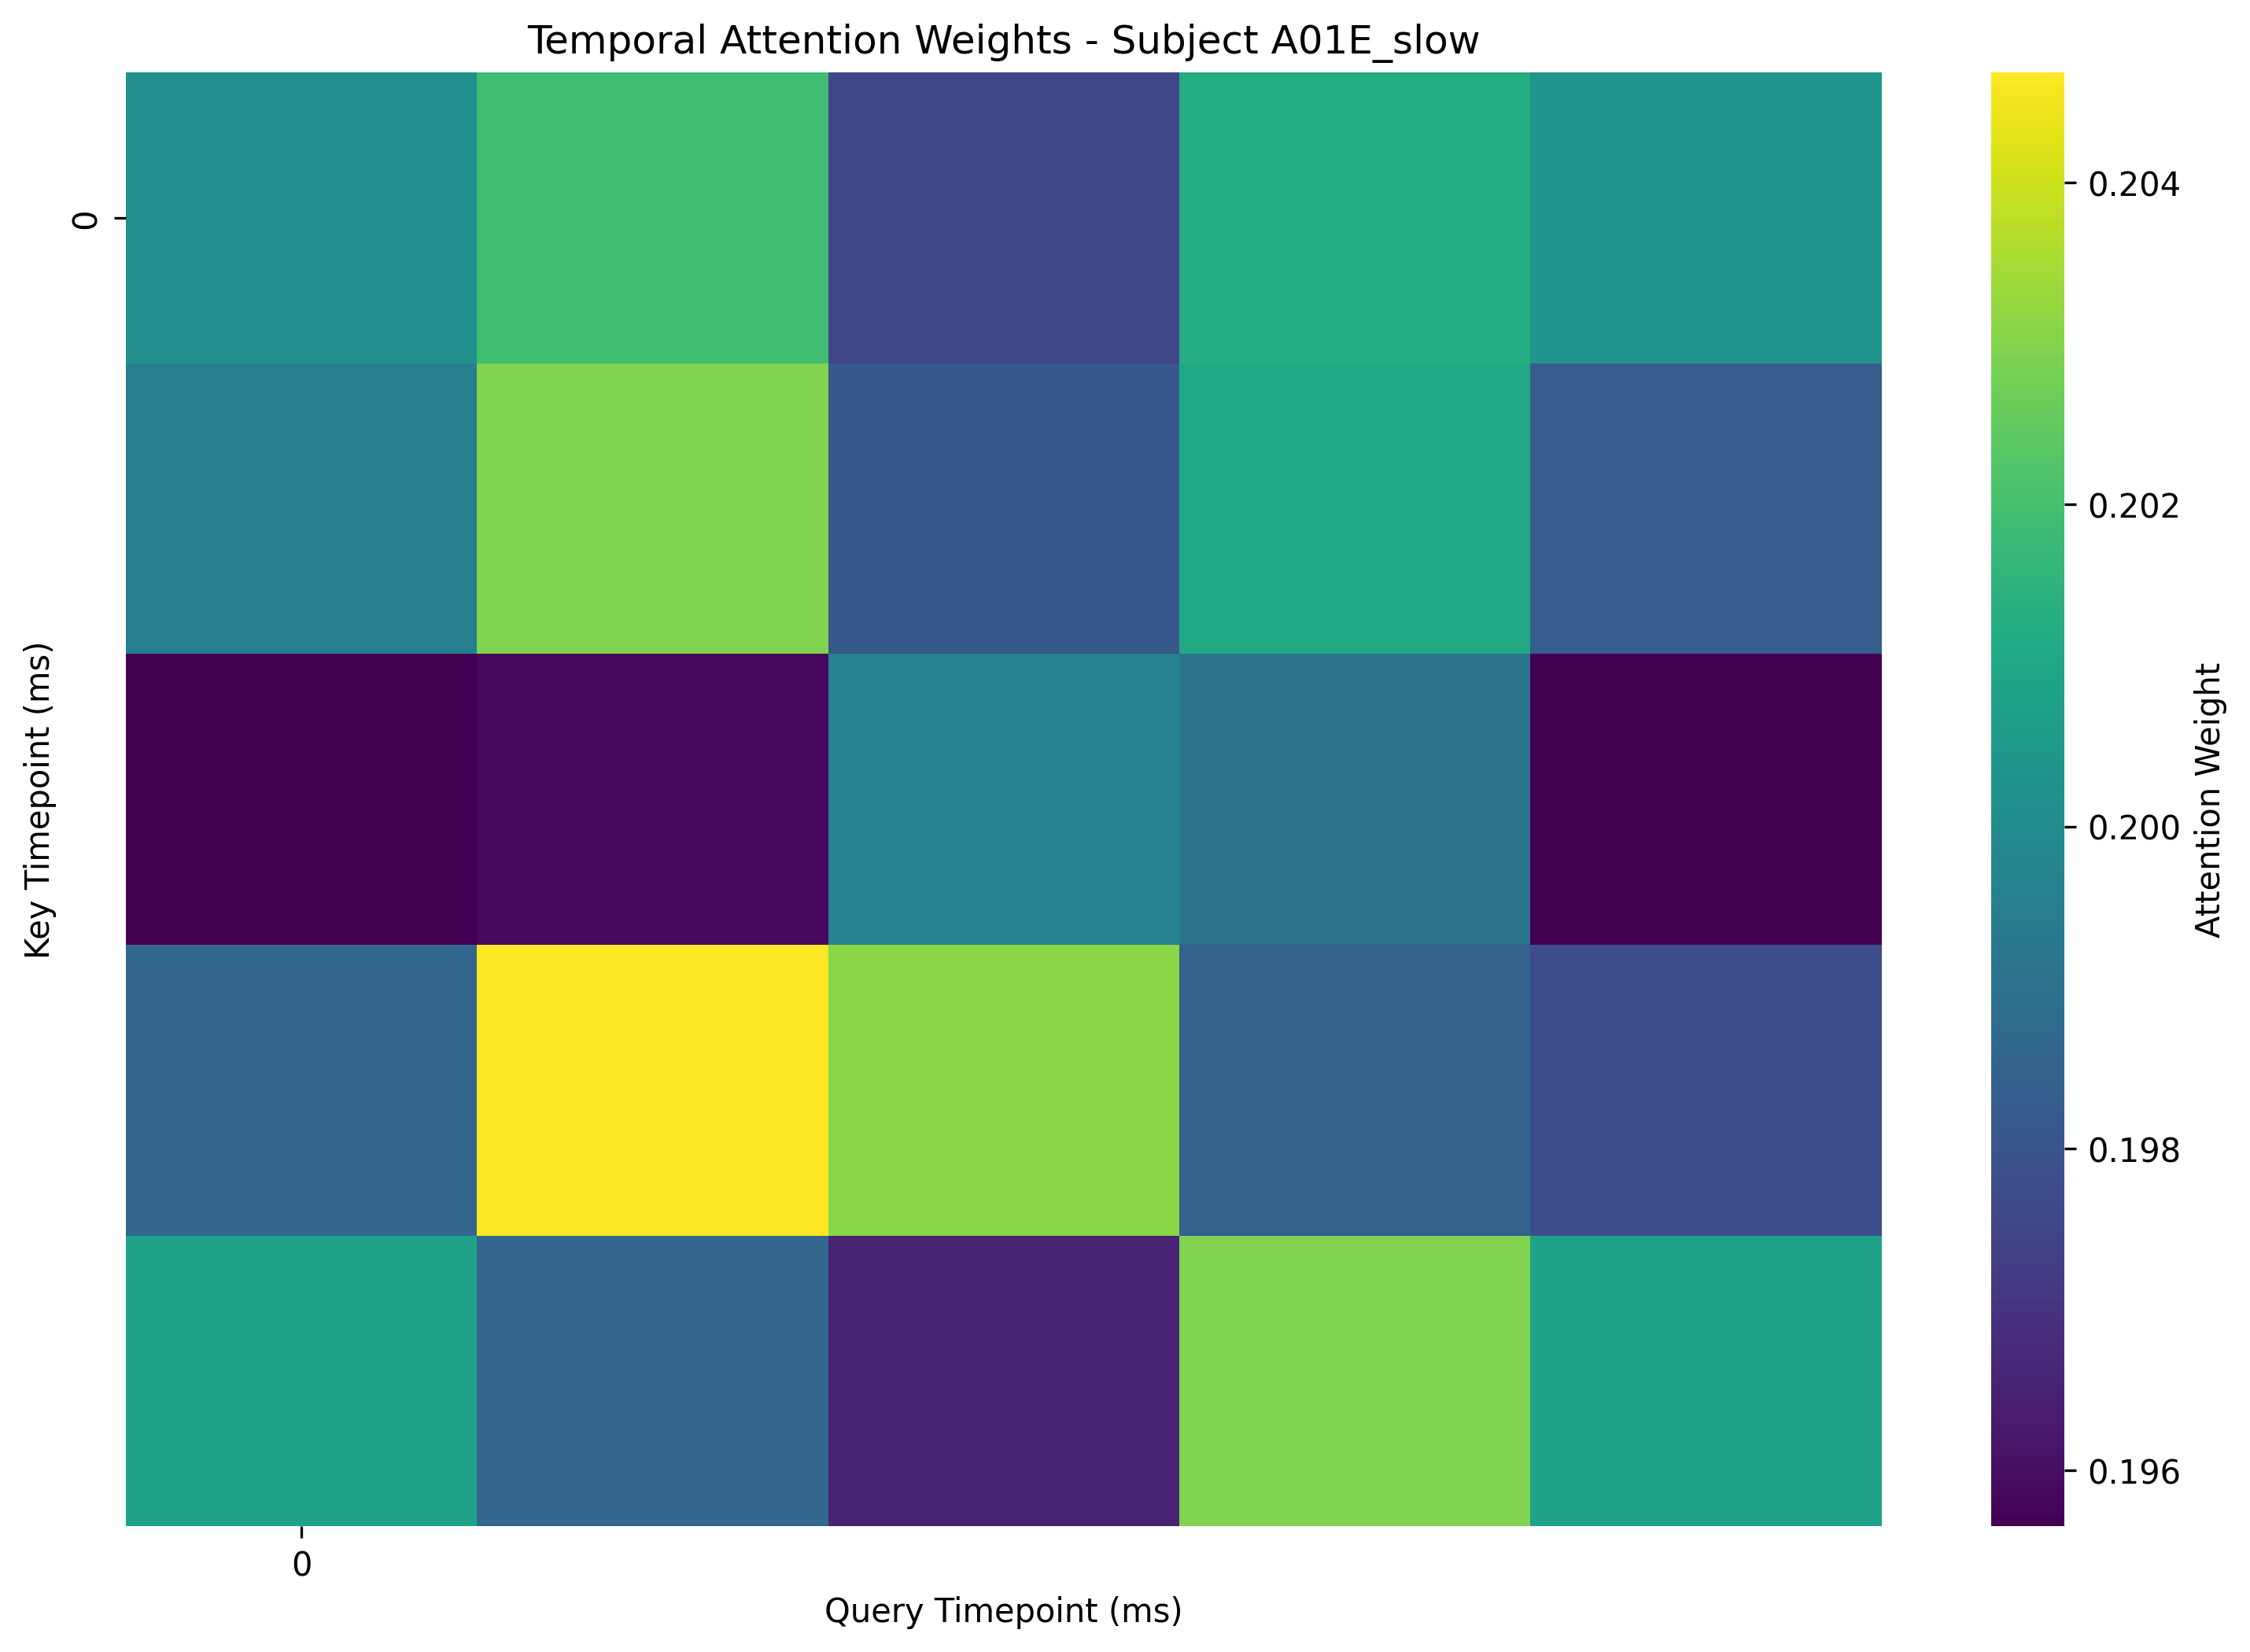 Temporal Attention Weights - Subject A01E_slow
0
Key Timepoint (ms)
0
Query Timepoint (ms)
0.204
0.202
0.200
0.198
0.196
Attention Weight